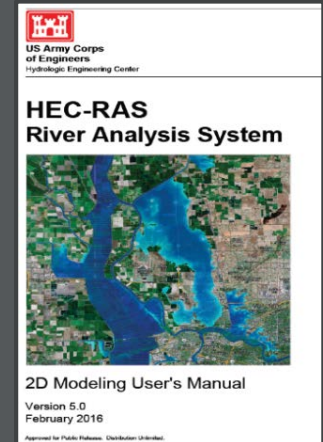 US Army Corps
of Engineers
Hydrologic Engineering Center
HEC-RAS
River Analysis System
2D Modeling User's Manual
Version 5.0
February 2016
Approved for Public Release. Distribution Unlimited.